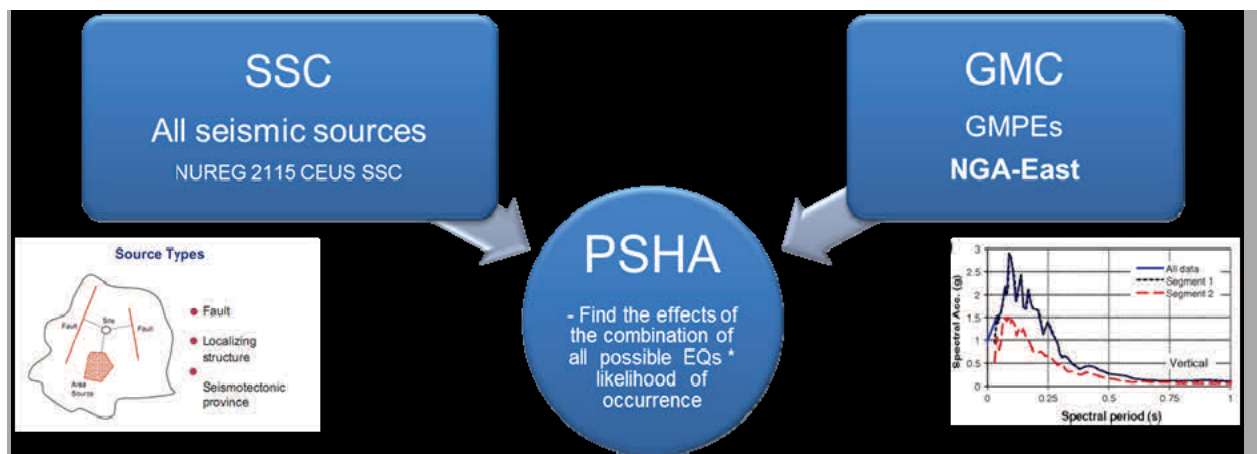 SSC
All seismic sources
NUREG 2115 CEUS SSC
GMC
GMPEs
NGA-East
PSHA
- Find the effects of
the combination of
all possible EQs *
likelihood of
occurrence
Source Types
Fault
Site
Fault
Area
Source
Fault
Localizing
structure
Seismotectonic
province
Spectral Acc. (g)
3
2.5
2
1.5
1
0.5
0
All data
Segment 1
Segment 2
Vertical
0
0.25
0.5
0.75
1
Spectral period (s)